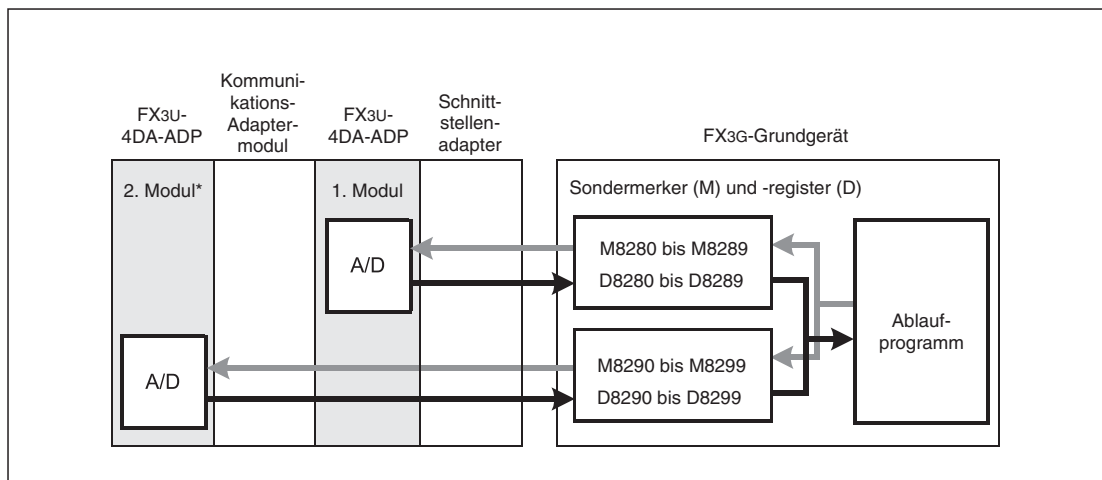 FX3U-
4DA-ADP
Kommuni-
kations-
Adapter-
modul
FX3U-
4DA-ADP
Schnitt-
stellen-
adapter
FX3G-Grundgerät
2. Modul*
1. Modul
Sondermerker (M) und -register (D)
A/D
M8280 bis M8289
D8280 bis D8289
A/D
M8290 bis M8299
D8290 bis D8299
Ablauf-
programm